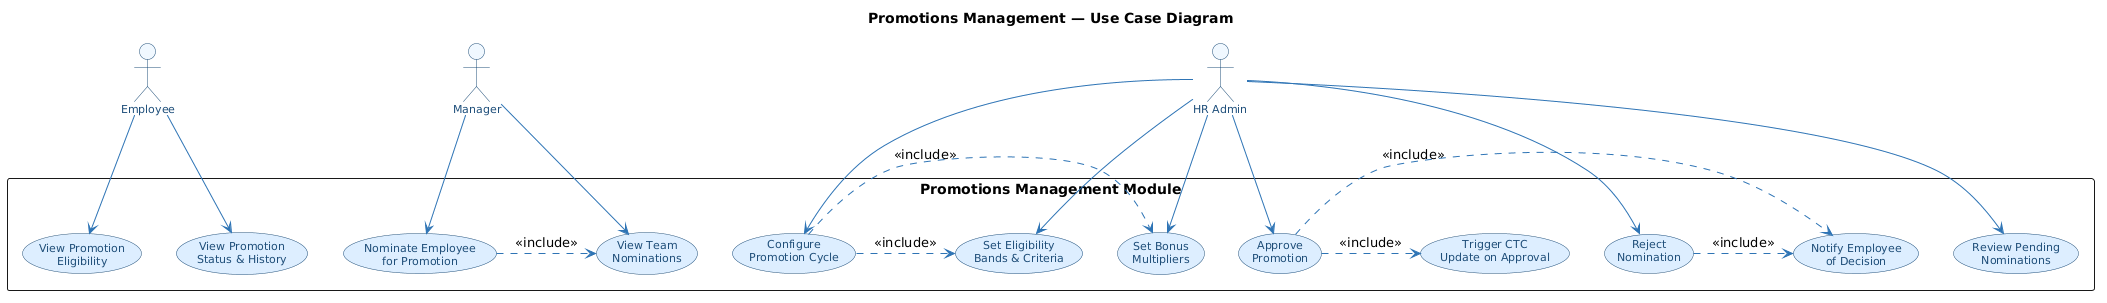 Promotions Management — Use Case Diagram
Employee
Manager
HR Admin
«include»
«include»
Promotions Management Module
View Promotion
Eligibility
View Promotion
Status & History
Nominate Employee
for Promotion
«include»
View Team
Nominations
Configure
Promotion Cycle
«include»
Set Eligibility
Bands & Criteria
Set Bonus
Multipliers
Approve
Promotion
«include»
Trigger CTC
Update on Approval
Reject
Nomination
«include»
Notify Employee
of Decision
Review Pending
Nominations